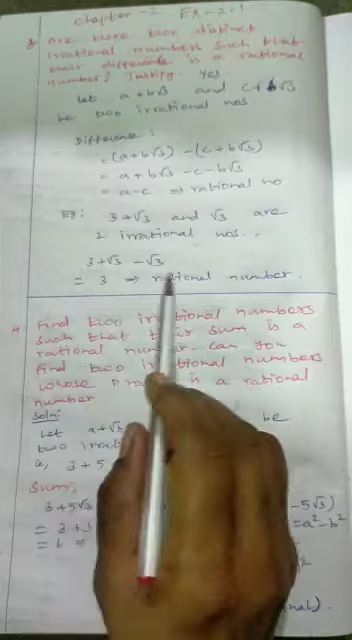 Chapter-2 Ex-2.1
3. Are there two distinct
irrational numbers such that
their difference is a rational
number? Justify. Yes
Let a+b√3 and c+b√3
be two irrational nos
Difference:
= (a+b√3) - (c+b√3)
= a+b√3 - c-b√3
= a-c ⇒ rational no
Eg: 3+√3 and √3 are
2 irrational nos..
3+√3 - √3
= 3 ⇒ rational number.
4. Find two irrational numbers
such that their sum is a
rational number. Can you
find two irrational numbers
whose is a rational
number
Soln:
Let a+√ be
two
3+5
Sum,
3+5√3 -5√3)
= 3+3 =a²-b²
= 6 =